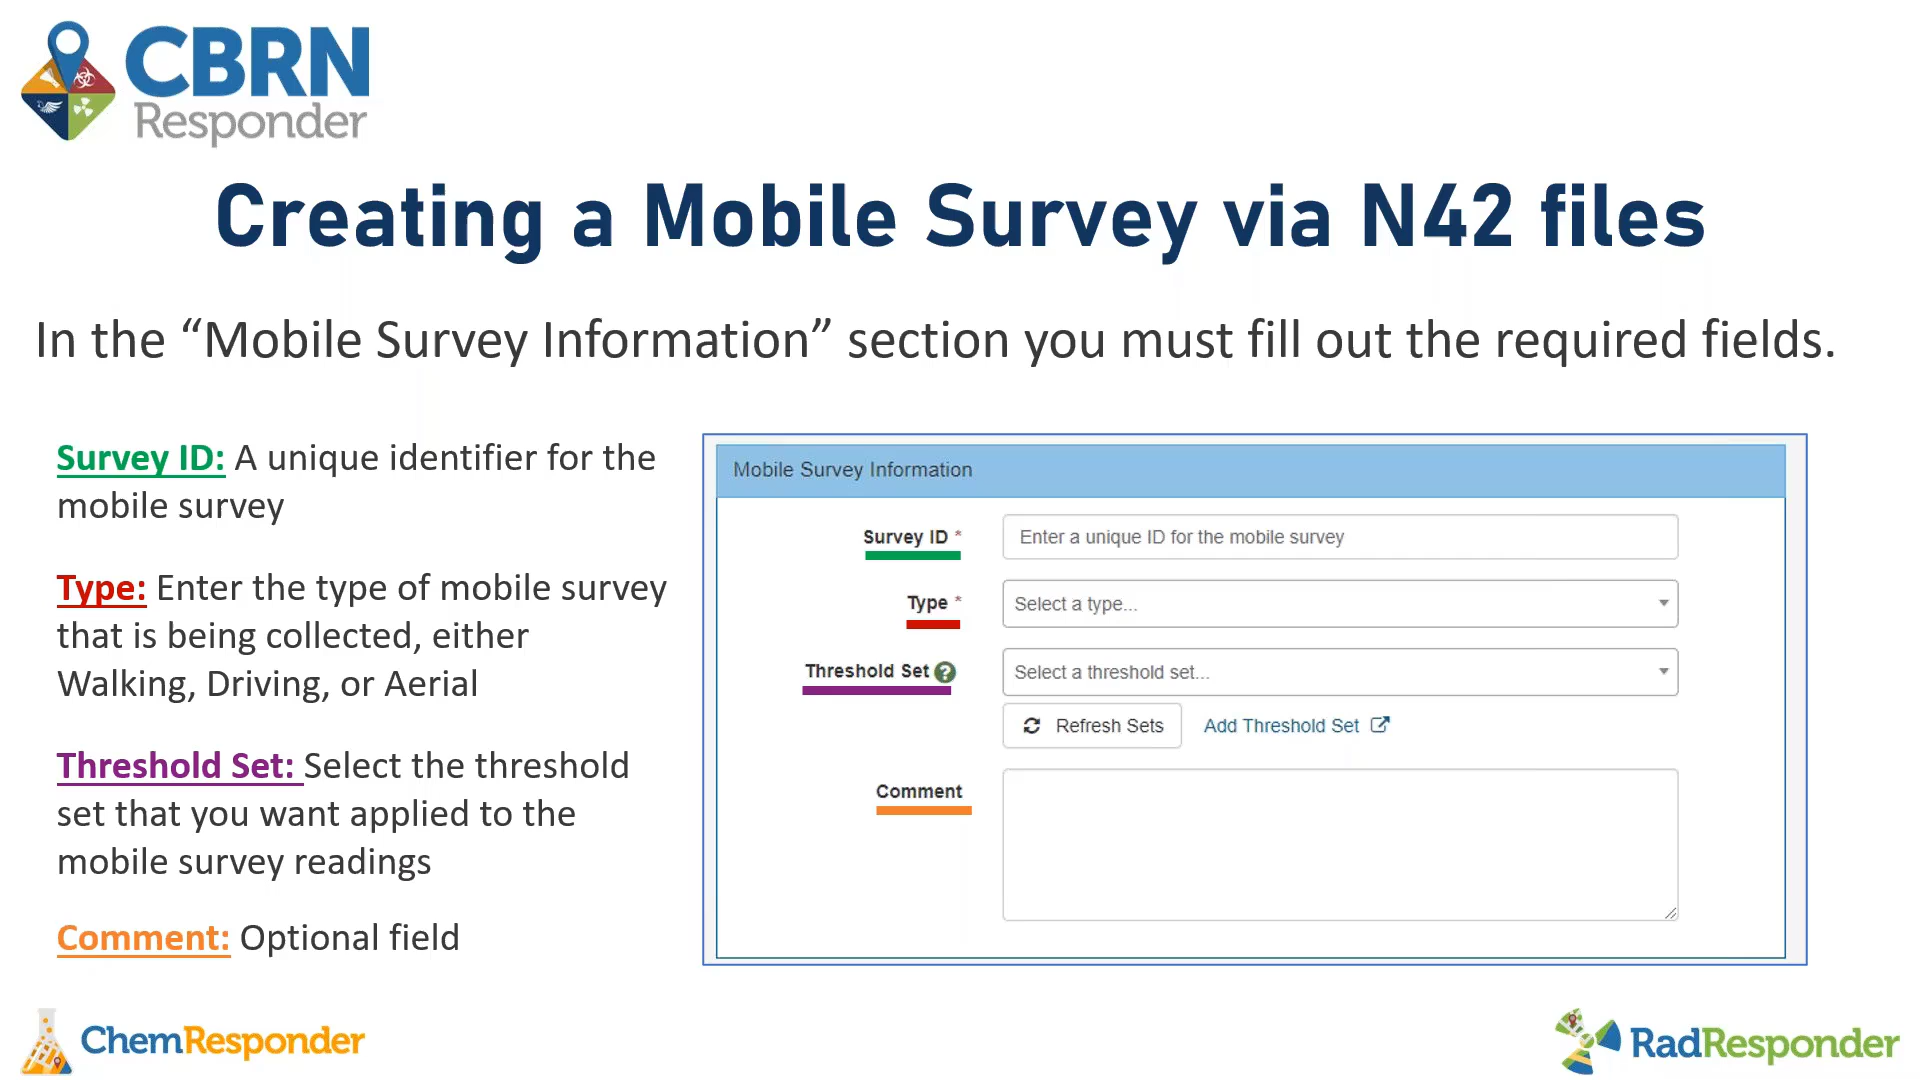 CBRN
Responder
Creating a Mobile Survey via N42 files
In the “Mobile Survey Information” section you must fill out the required fields.
Survey ID: A unique identifier for the
mobile survey
Type: Enter the type of mobile survey
that is being collected, either
Walking, Driving, or Aerial
Threshold Set: Select the threshold
set that you want applied to the
mobile survey readings
Comment: Optional field
Mobile Survey Information
Survey ID * Enter a unique ID for the mobile survey
Type * Select a type...
Threshold Set ? Select a threshold set...
Refresh Sets Add Threshold Set
Comment
ChemResponder
RadResponder